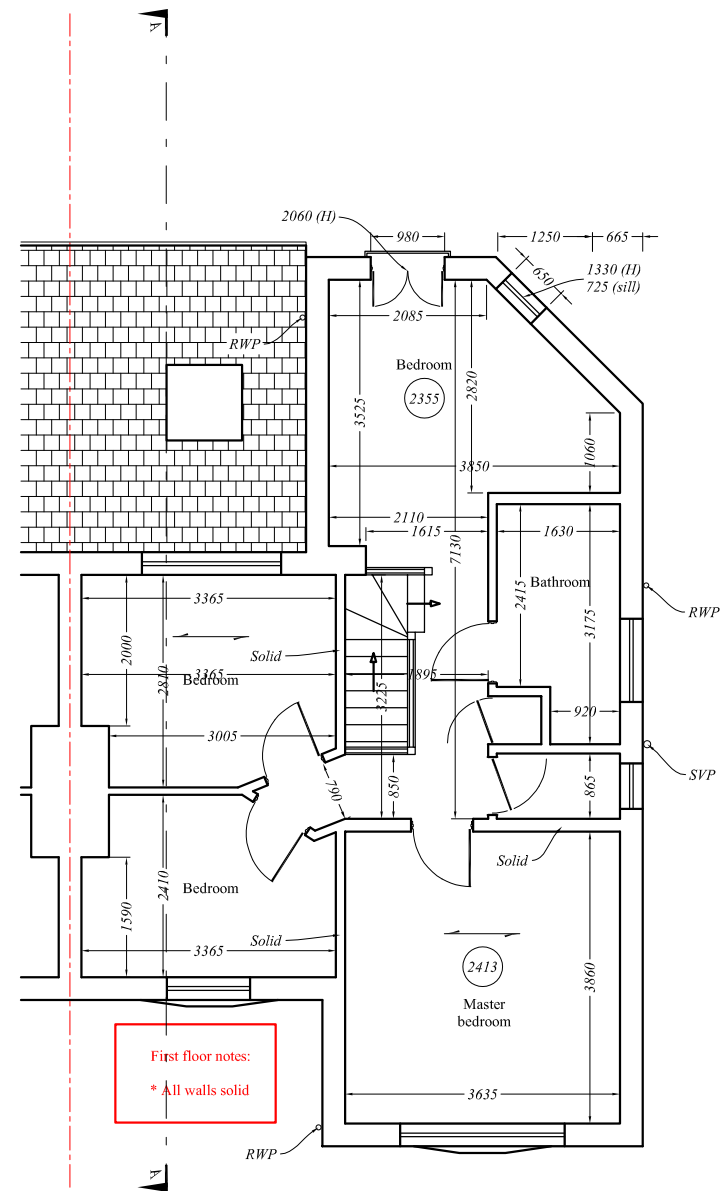 A
2060 (H)
980
1250
665
650
1330 (H)
725 (sill)
2085
RWP
Bedroom
2355
2820
3525
1060
3850
2110
1615
1630
7130
2415
Bathroom
3175
RWP
3365
2000
2810
Solid
3365
Bedroom
1895
3225
920
3005
SVP
790
850
865
Solid
2410
Bedroom
1590
Solid
3365
2413
Master
bedroom
3860
First floor notes:
* All walls solid
3635
RWP
A